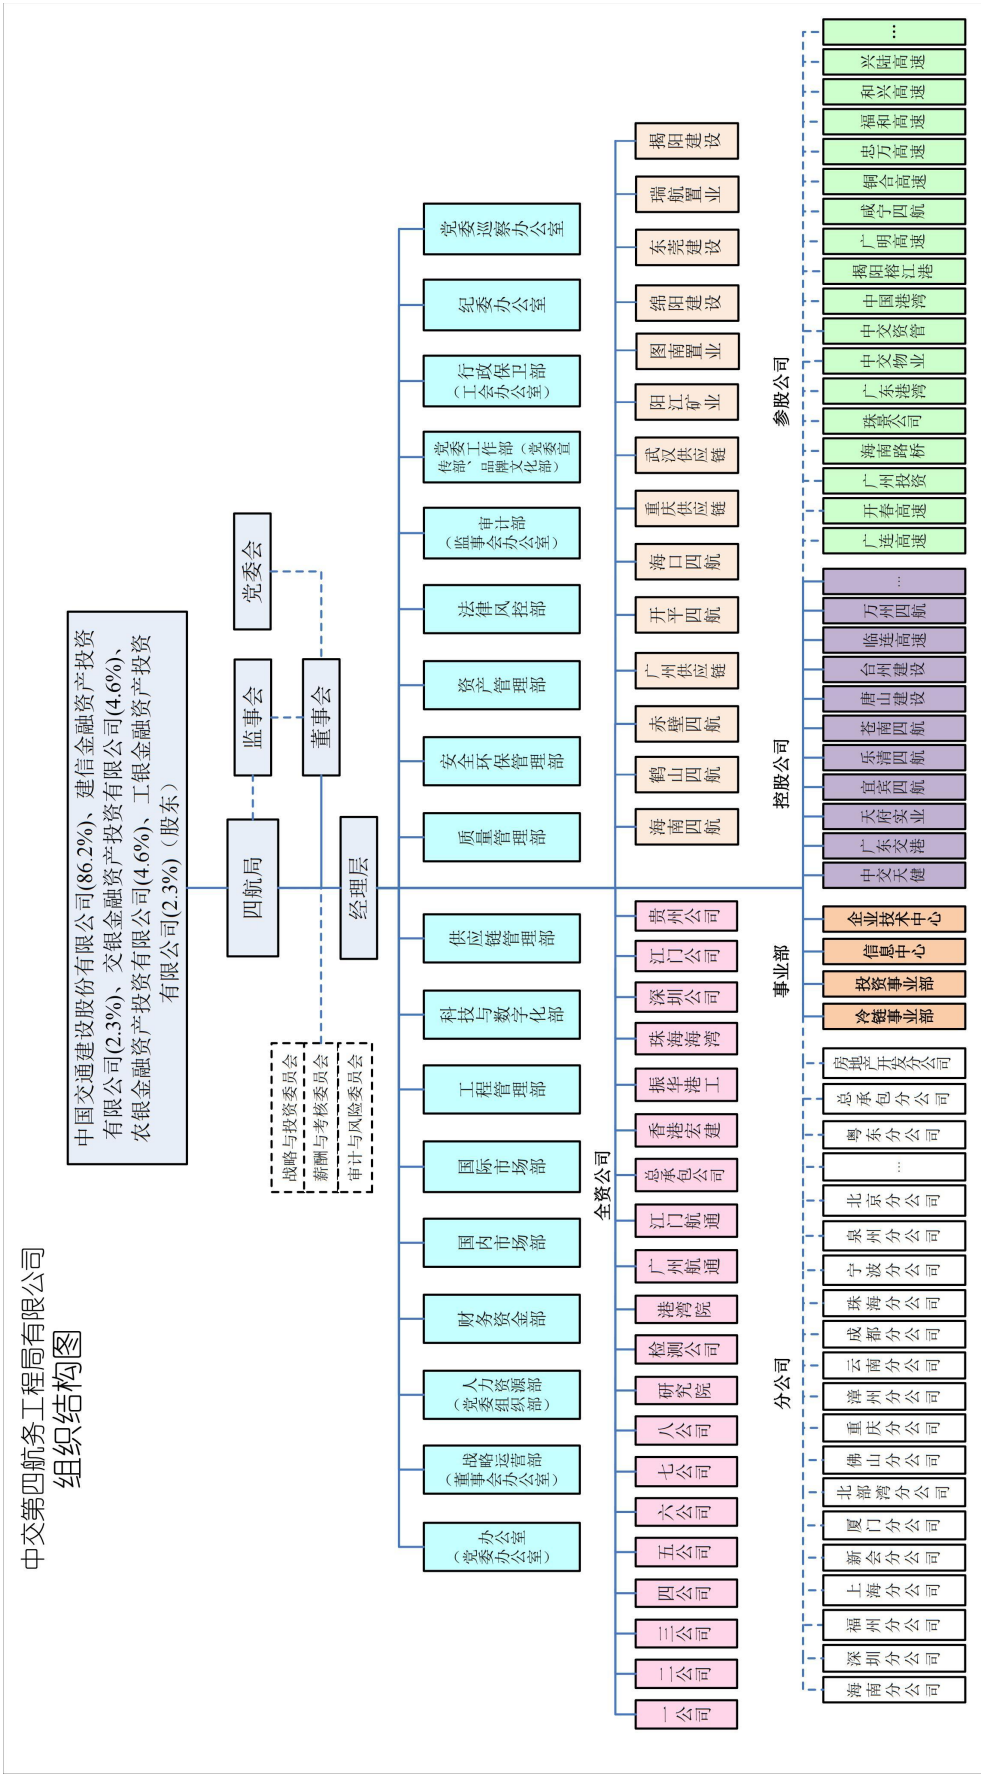 中交第四航务工程局有限公司
组织结构图
中国交通建设股份有限公司(86.2%)、建信金融资产投资
有限公司(2.3%)、交银金融资产投资有限公司(4.6%)、
农银金融资产投资有限公司(4.6%)、工银金融资产投资
有限公司(2.3%)（股东）
四航局
监事会
党委会
董事会
战略与投资委员会
薪酬与考核委员会
审计与风险委员会
经理层
办公室
（党委办公室）
战略运营部
（董事会办公室）
人力资源部
（党委组织部）
财务资金部
国内市场部
国际市场部
工程管理部
科技与数字化部
供应链管理部
质量管理部
安全环保管理部
资产管理部
法律风控部
审计部
（监事会办公室）
党委工作部（党委宣
传部、品牌文化部）
行政保卫部
（工会办公室）
纪委办公室
党委巡察办公室
全资公司
一公司
二公司
三公司
四公司
五公司
六公司
七公司
八公司
研究院
检测公司
港湾院
广州航通
江门航通
总承包公司
香港宏建
振华港工
珠海海湾
深圳公司
江门公司
贵州公司
海南四航
鹤山四航
赤壁四航
广州供应链
开平四航
海口四航
重庆供应链
武汉供应链
阳江矿业
图南置业
绵阳建设
东莞建设
瑞航置业
揭阳建设
分公司
事业部
控股公司
参股公司
海南分公司
深圳分公司
福州分公司
上海分公司
新会分公司
厦门分公司
北部湾分公司
佛山分公司
重庆分公司
漳州分公司
云南分公司
成都分公司
珠海分公司
宁波分公司
泉州分公司
北京分公司
…
粤东分公司
总承包分公司
房地产开发分公司
冷链事业部
投资事业部
信息中心
企业技术中心
中交天健
广东交港
天府实业
宜宾四航
乐清四航
苍南四航
唐山建设
台州建设
临连高速
万州四航
…
广连高速
开春高速
广州投资
海南路桥
珠景公司
广东港湾
中交物业
中交资管
中国港湾
揭阳榕江港
广明高速
咸宁四航
铜合高速
忠万高速
福和高速
和兴高速
兴陆高速
…